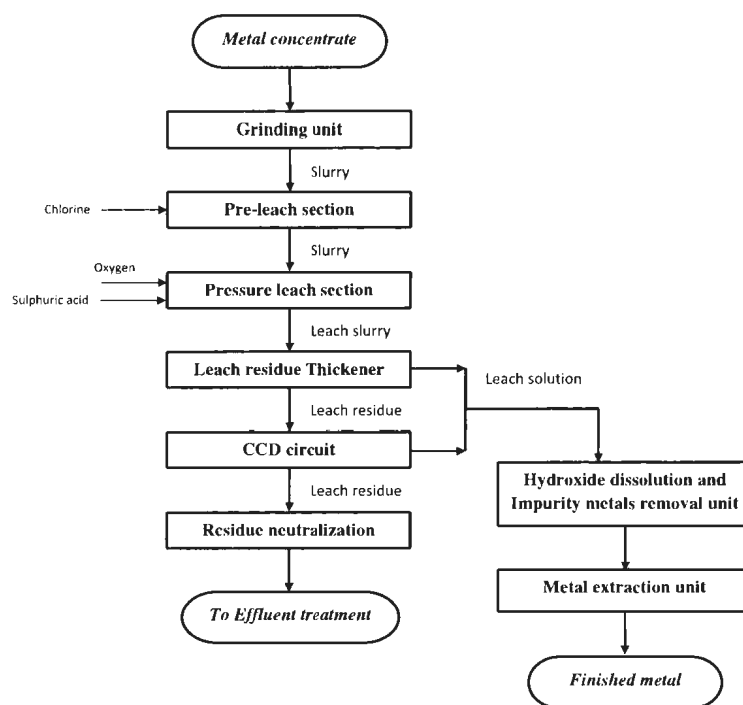 Metal concentrate
Grinding unit
Slurry
Chlorine
Pre-leach section
Slurry
Oxygen
Sulphuric acid
Pressure leach section
Leach slurry
Leach residue Thickener
Leach solution
Leach residue
CCD circuit
Leach residue
Hydroxide dissolution and
Impurity metals removal unit
Residue neutralization
Metal extraction unit
To Effluent treatment
Finished metal